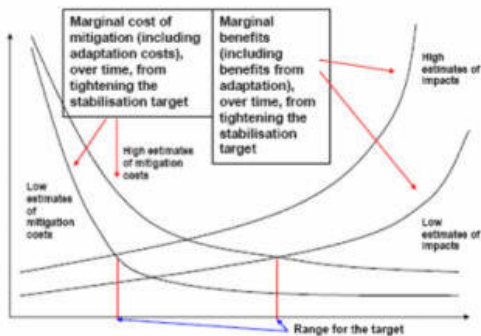 Marginal cost of
mitigation (including
adaptation costs),
over time, from
tightening the
stabilisation target
Marginal
benefits
(including
benefits from
adaptation),
over time, from
tightening the
stabilisation
target
High
estimates of
impacts
High estimates
of mitigation
costs
Low
estimates
of
mitigation
costs
Low
estimates
of impacts
Range for the target